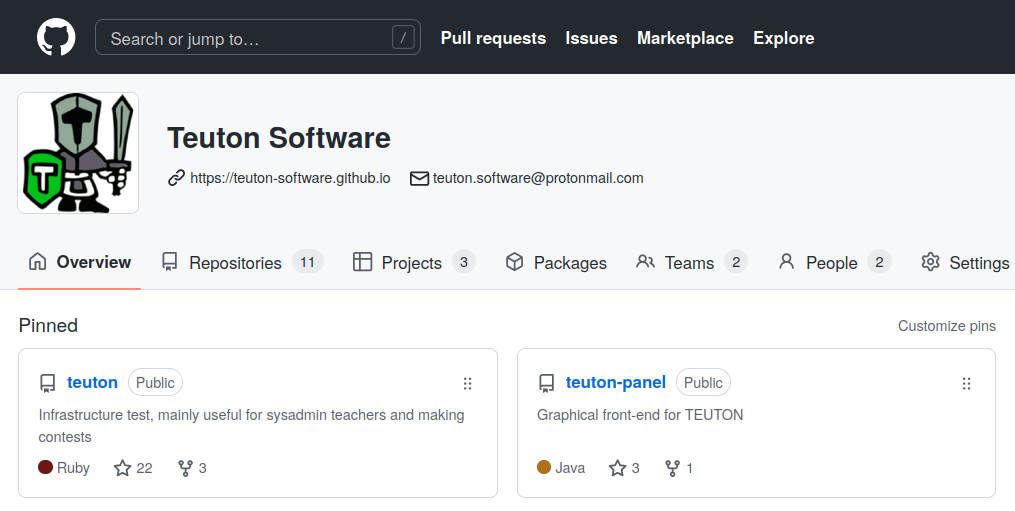 Search or jump to… / Pull requests Issues Marketplace Explore
Teuton Software
https://teuton-software.github.io teuton.software@protonmail.com
T
Overview Repositories 11 Projects 3 Packages Teams 2 People 2 Settings
Pinned Customize pins
teuton Public
Infrastructure test, mainly useful for sysadmin teachers and making
contests
Ruby 22 3
teuton-panel Public
Graphical front-end for TEUTON
Java 3 1